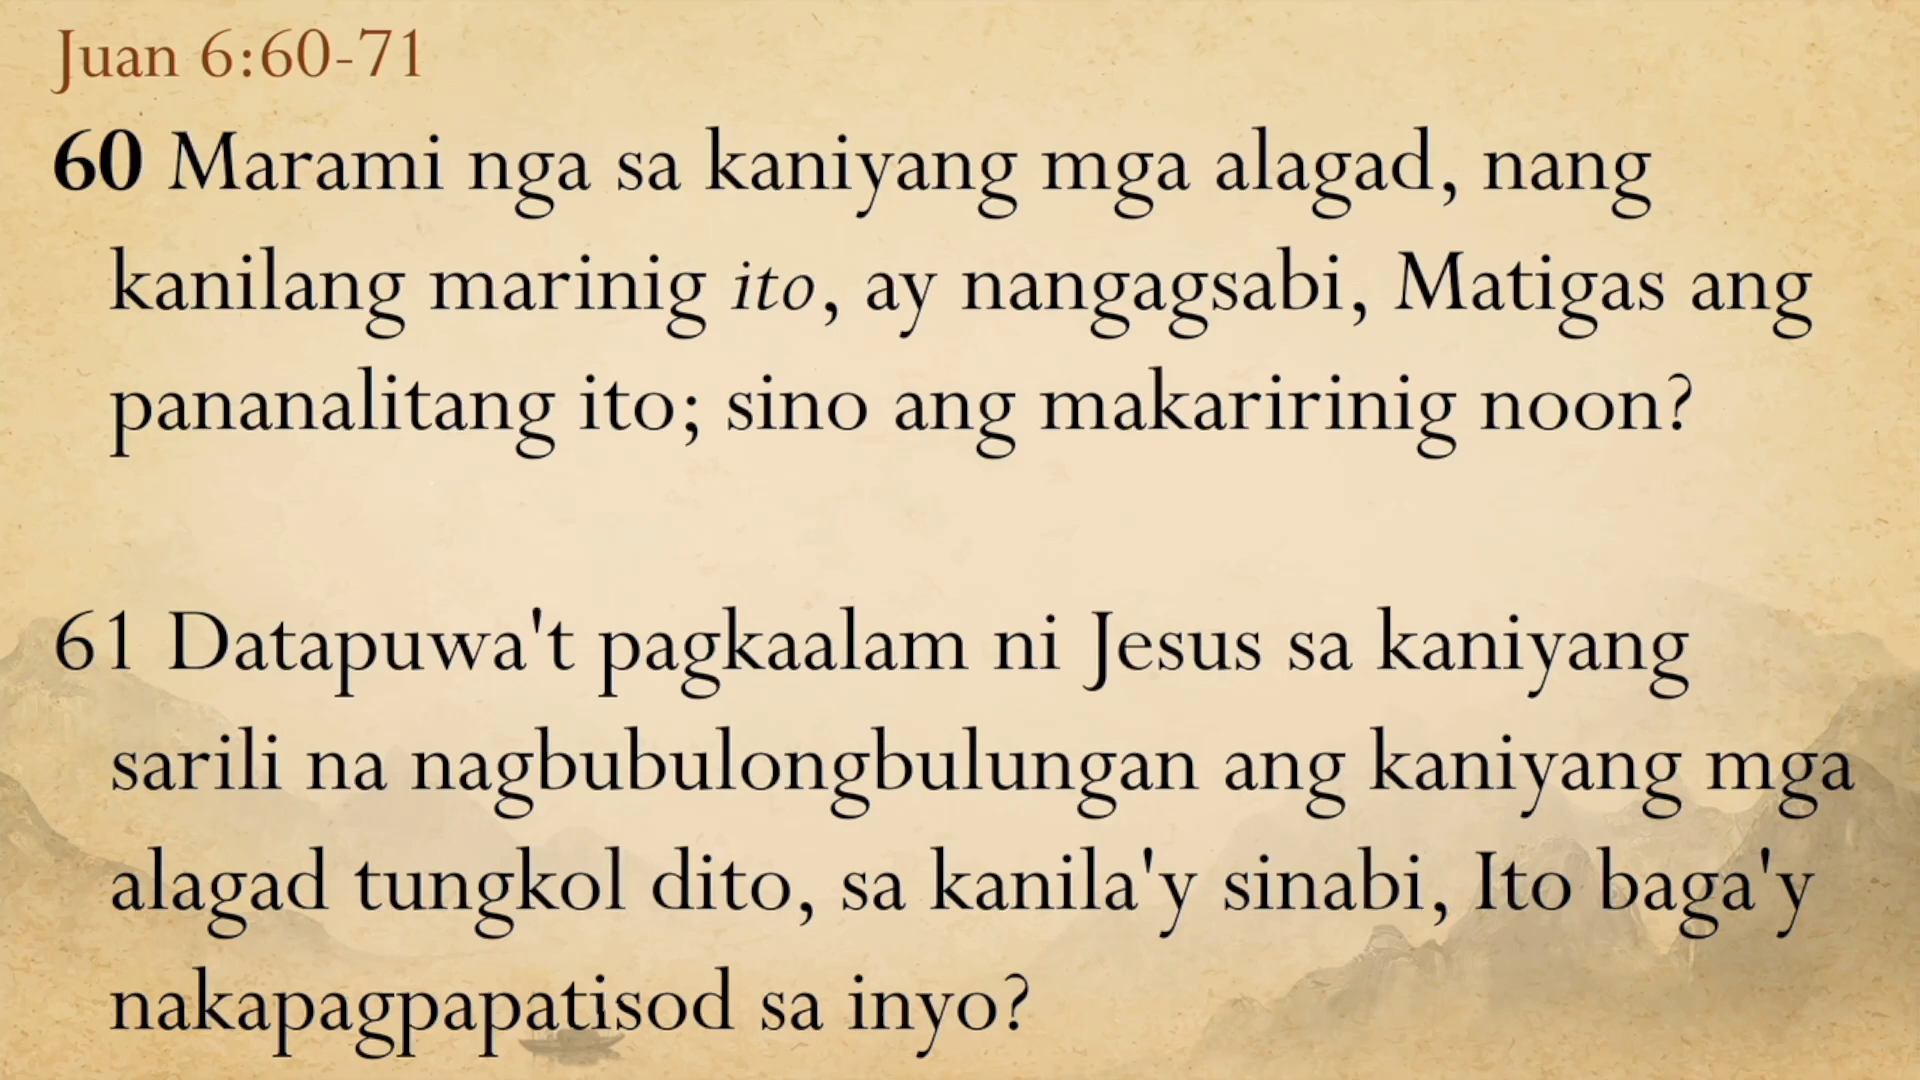 Juan 6:60-71
60 Marami nga sa kaniyang mga alagad, nang
kanilang marinig ito, ay nangagsabi, Matigas ang
pananalitang ito; sino ang makaririnig noon?
61 Datapuwa't pagkaalam ni Jesus sa kaniyang
sarili na nagbubulongbulungan ang kaniyang mga
alagad tungkol dito, sa kanila'y sinabi, Ito baga'y
nakapagpapatisod sa inyo?